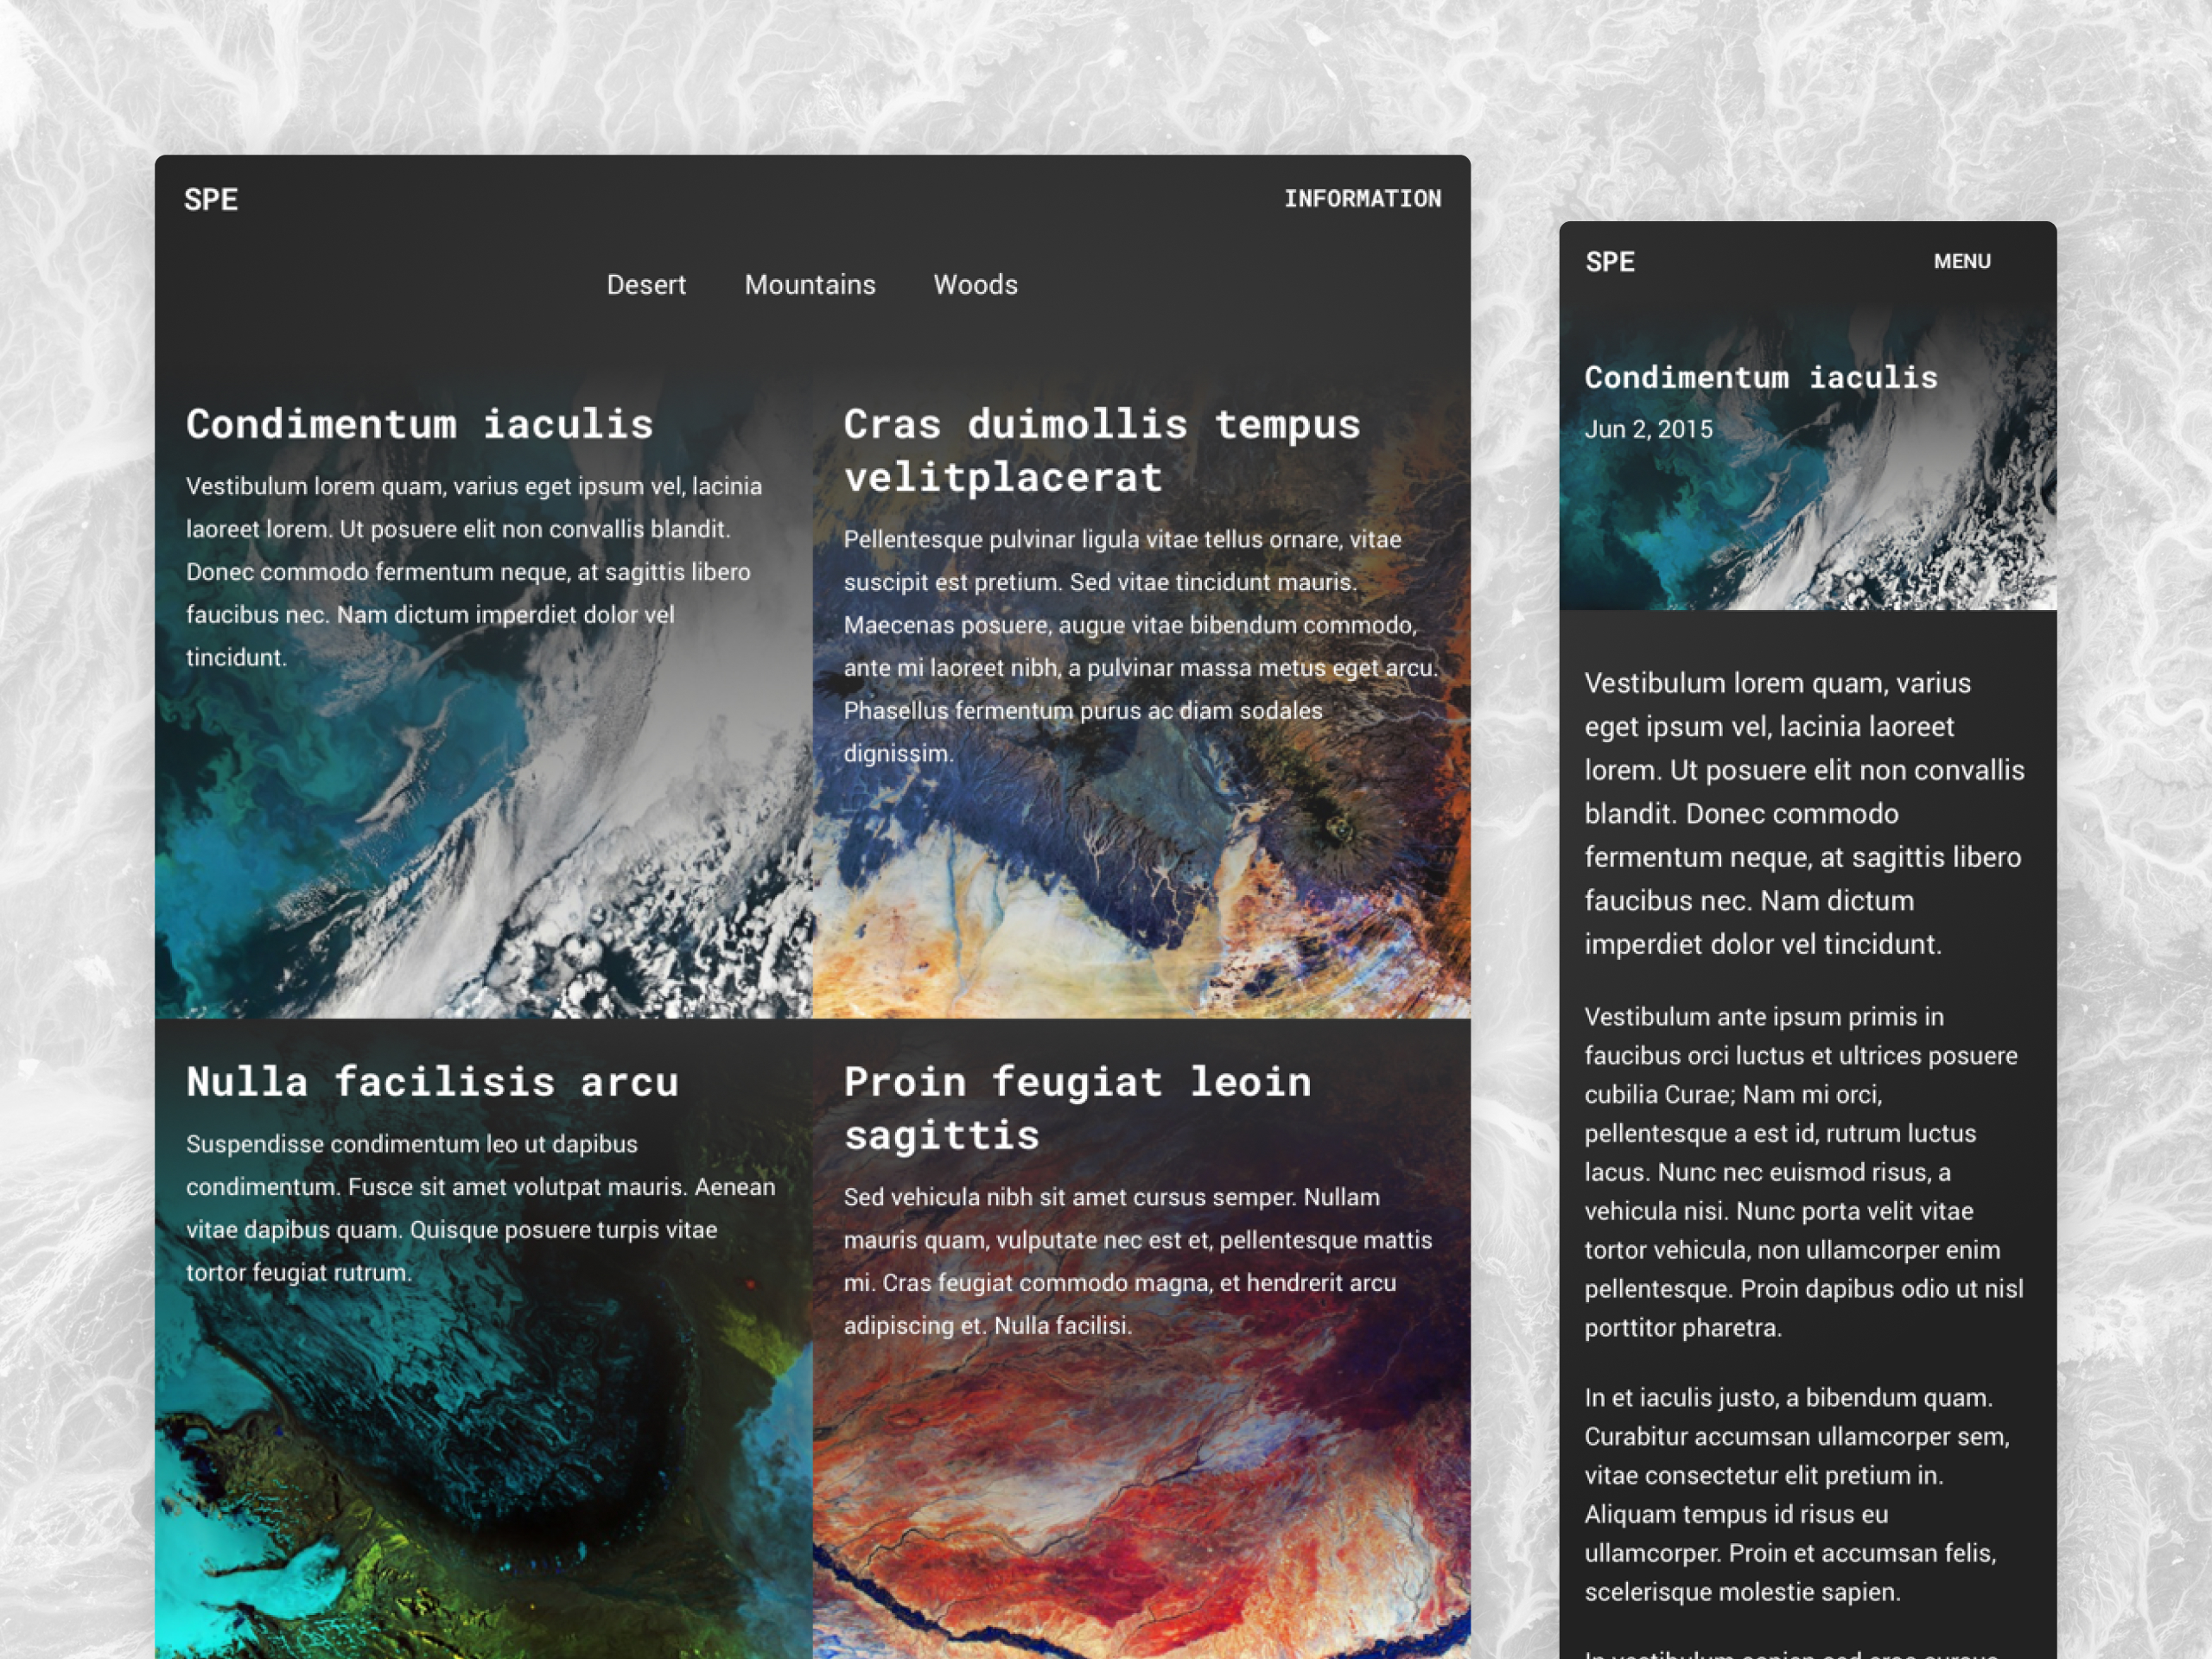 SPE
INFORMATION
Desert
Mountains
Woods
Condimentum iaculis
Vestibulum lorem quam, varius eget ipsum vel, lacinia
laoreet lorem. Ut posuere elit non convallis blandit.
Donec commodo fermentum neque, at sagittis libero
faucibus nec. Nam dictum imperdiet dolor vel
tincidunt.
Cras duimollis tempus
velitplacerat
Pellentesque pulvinar ligula vitae tellus ornare, vitae
suscipit est pretium. Sed vitae tincidunt mauris.
Maecenas posuere, augue vitae bibendum commodo,
ante mi laoreet nibh, a pulvinar massa metus eget arcu.
Phasellus fermentum purus ac diam sodales
dignissim.
Nulla facilisis arcu
Suspendisse condimentum leo ut dapibus
condimentum. Fusce sit amet volutpat mauris. Aenean
vitae dapibus quam. Quisque posuere turpis vitae
tortor feugiat rutrum.
Proin feugiat leoin
sagittis
Sed vehicula nibh sit amet cursus semper. Nullam
mauris quam, vulputate nec est et, pellentesque mattis
mi. Cras feugiat commodo magna, et hendrerit arcu
adipiscing et. Nulla facilisi.
SPE
MENU
Condimentum iaculis
Jun 2, 2015
Vestibulum lorem quam, varius
eget ipsum vel, lacinia laoreet
lorem. Ut posuere elit non convallis
blandit. Donec commodo
fermentum neque, at sagittis libero
faucibus nec. Nam dictum
imperdiet dolor vel tincidunt.
Vestibulum ante ipsum primis in
faucibus orci luctus et ultrices posuere
cubilia Curae; Nam mi orci,
pellentesque a est id, rutrum luctus
lacus. Nunc nec euismod risus, a
vehicula nisi. Nunc porta velit vitae
tortor vehicula, non ullamcorper enim
pellentesque. Proin dapibus odio ut nisl
porttitor pharetra.
In et iaculis justo, a bibendum quam.
Curabitur accumsan ullamcorper sem,
vitae consectetur elit pretium in.
Aliquam tempus id risus eu
ullamcorper. Proin et accumsan felis,
scelerisque molestie sapien.